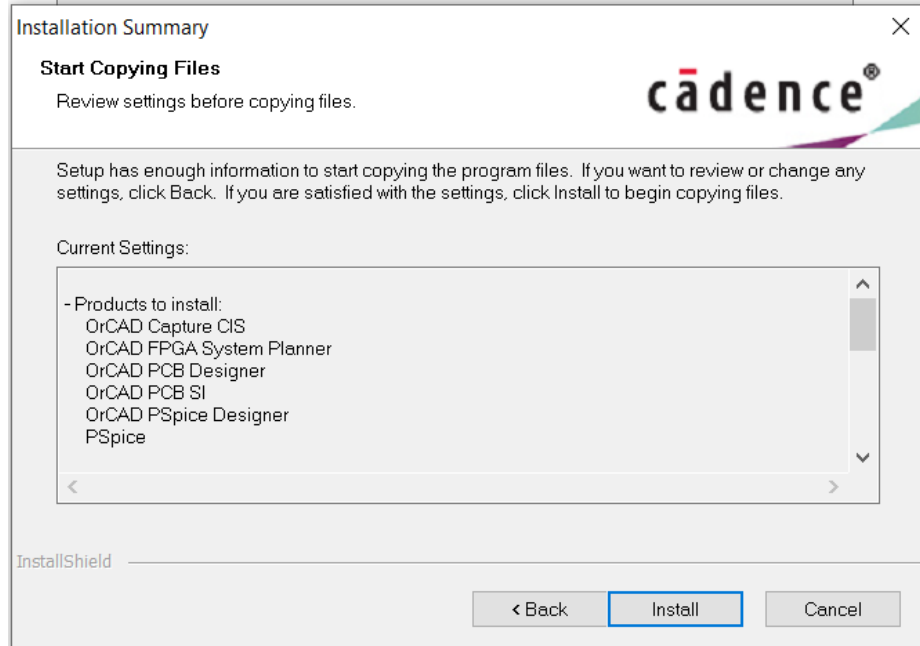 Installation Summary
Start Copying Files
Review settings before copying files.
cādence®
Setup has enough information to start copying the program files. If you want to review or change any
settings, click Back. If you are satisfied with the settings, click Install to begin copying files.
Current Settings:
- Products to install:
OrCAD Capture CIS
OrCAD FPGA System Planner
OrCAD PCB Designer
OrCAD PCB SI
OrCAD PSpice Designer
PSpice
InstallShield
< Back
Install
Cancel